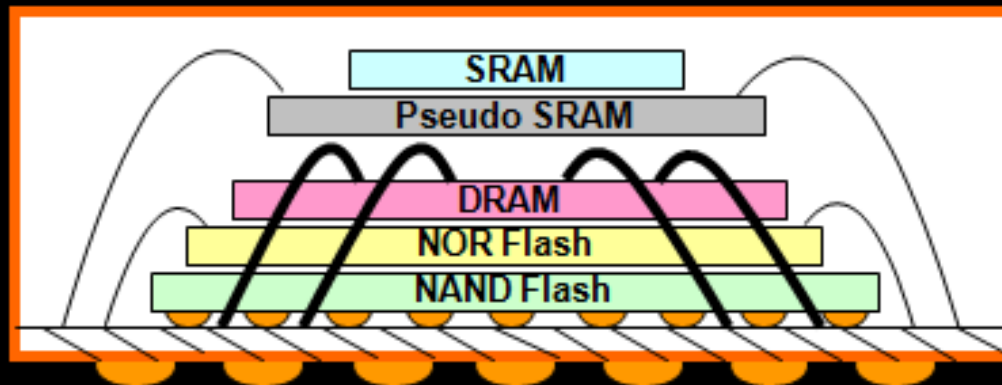 SRAM
Pseudo SRAM
DRAM
NOR Flash
NAND Flash